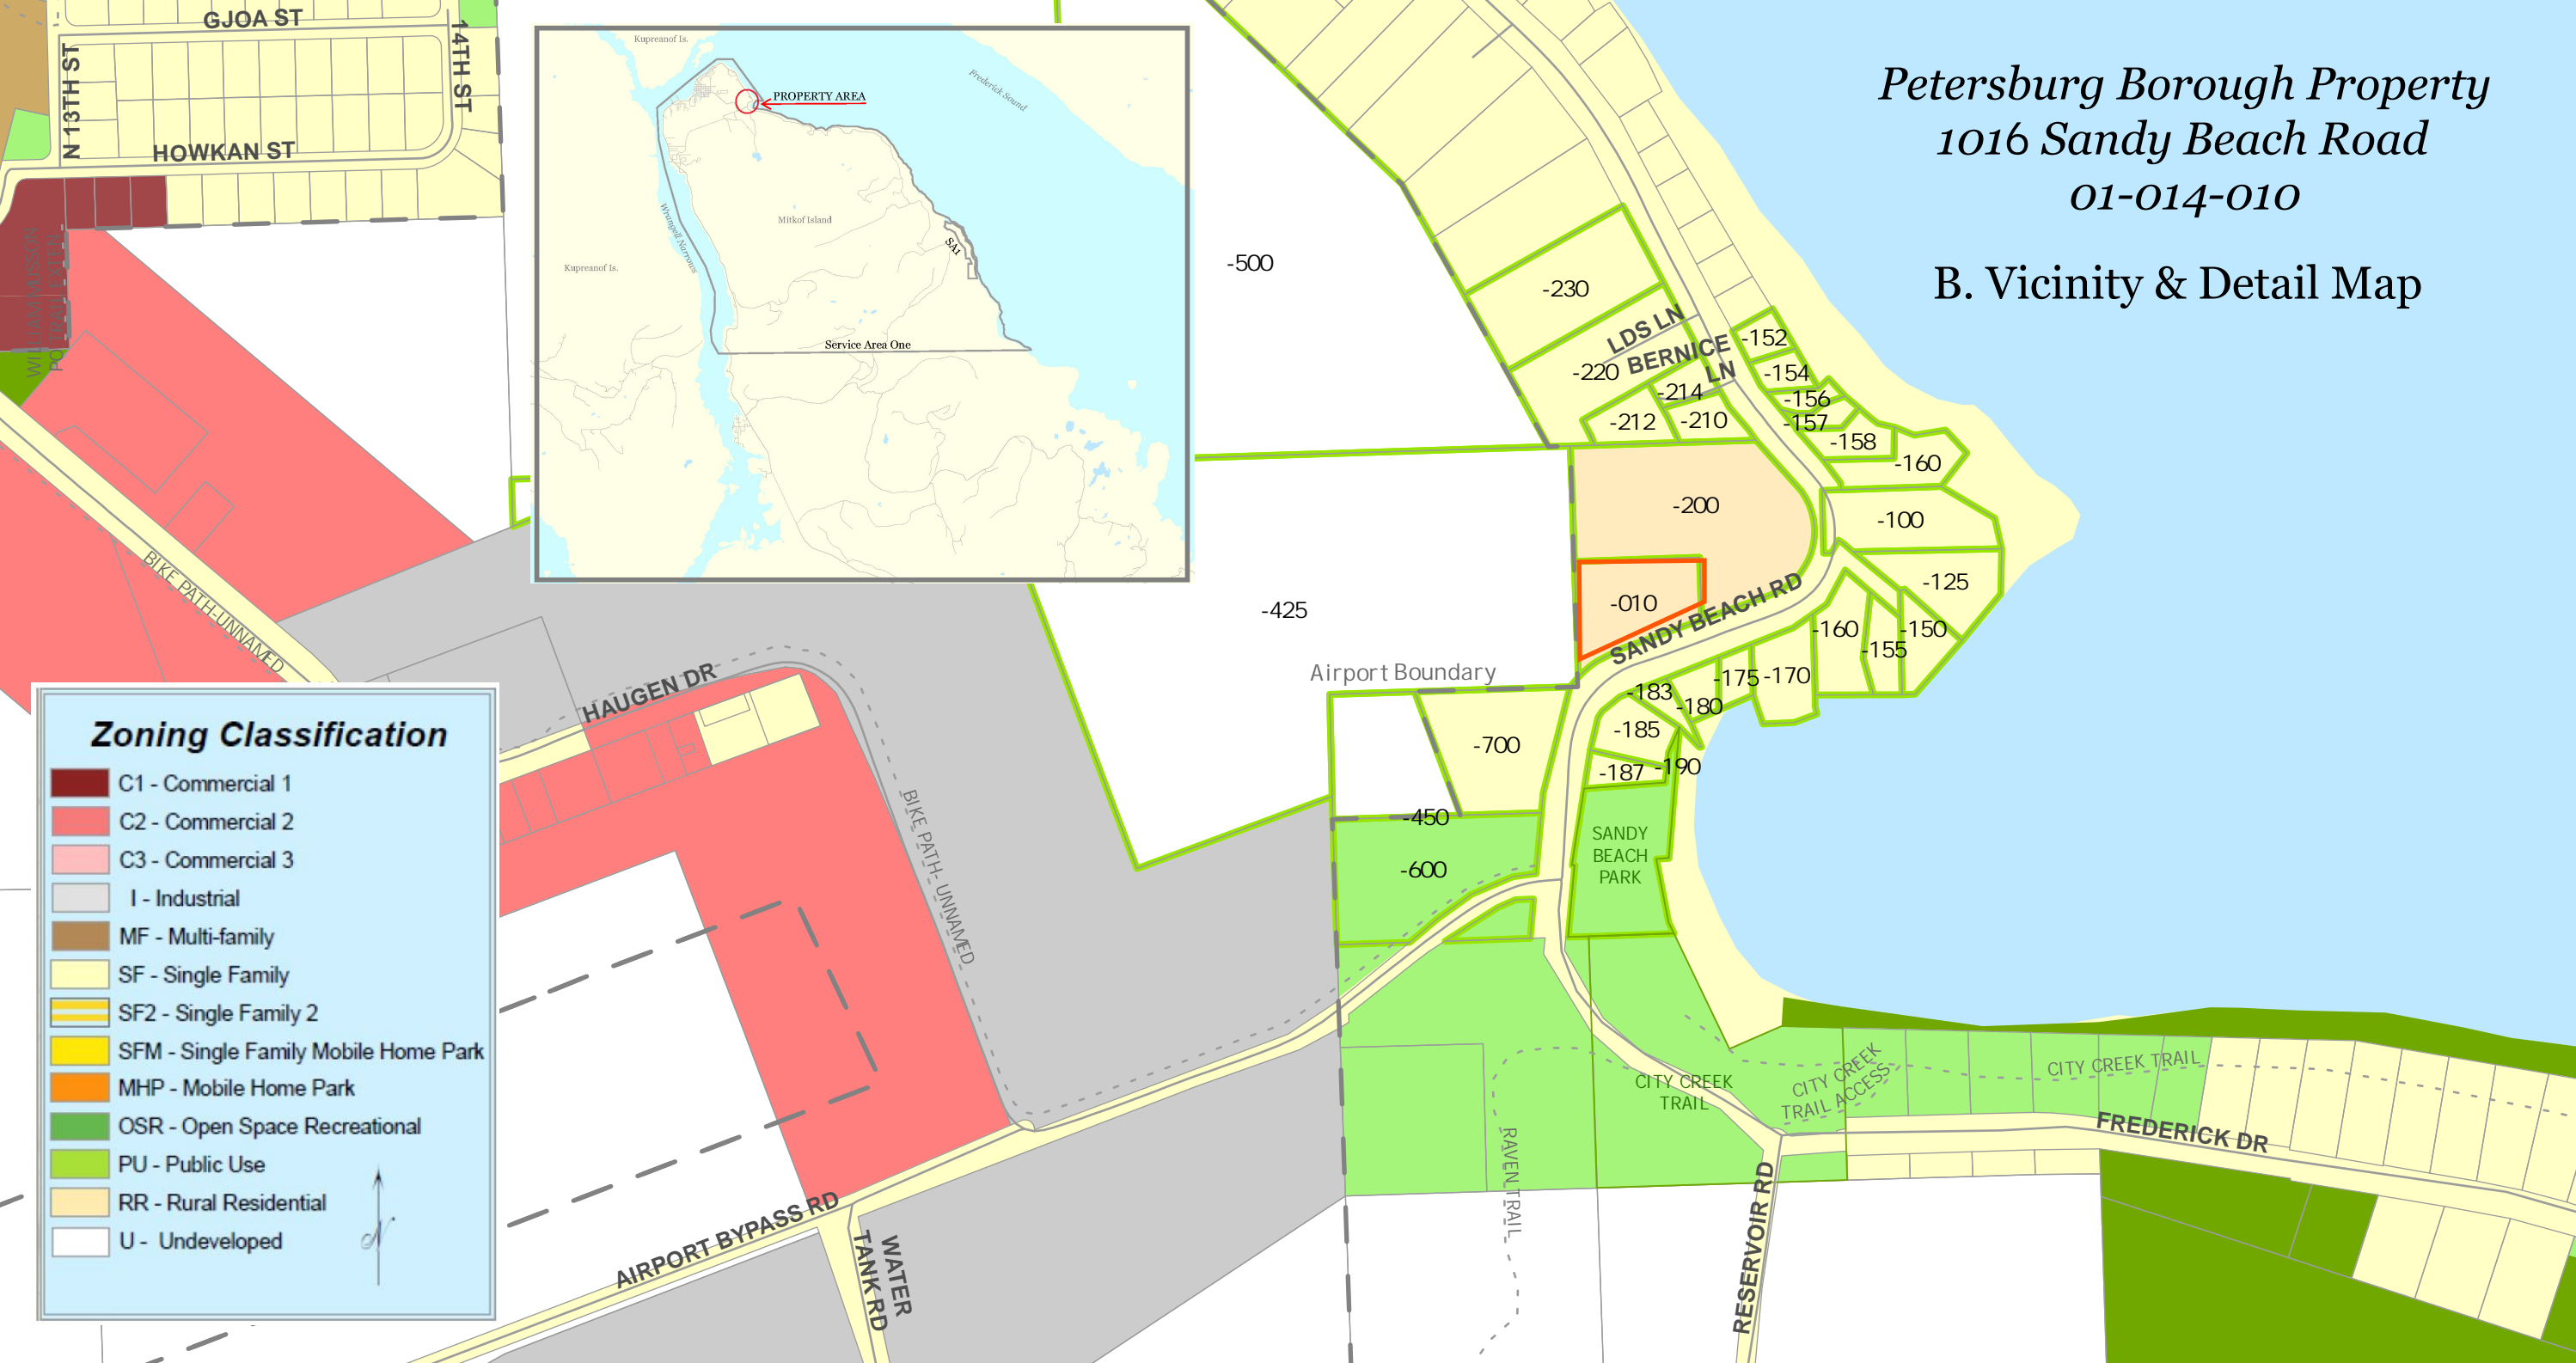 Petersburg Borough Property
1016 Sandy Beach Road
01-014-010
B. Vicinity & Detail Map
GJOA ST
N 13TH ST
14TH ST
HOWKAN ST
Kupreanof Is.
Frederick Sound
PROPERTY AREA
Wrangell Narrows
Mitkof Island
SA1
Kupreanof Is.
Service Area One
-500
-230
LDS LN
BERNICE
LN
-220
-214
-212
-210
-152
-154
-156
-157
-158
-160
-200
-100
-125
-010
SANDY BEACH RD
-425
-160
-150
-155
Airport Boundary
-183
-175
-170
-180
-185
-700
-187
-190
-450
-600
SANDY
BEACH
PARK
BIKE PATH-UNNAMED
HAUGEN DR
BIKE PATH- UNNAMED
CITY CREEK
TRAIL
CITY CREEK
TRAIL ACCESS
CITY CREEK TRAIL
FREDERICK DR
RAVEN TRAIL
RESERVOIR RD
AIRPORT BYPASS RD
WATER
TANK RD
Zoning Classification
C1 - Commercial 1
C2 - Commercial 2
C3 - Commercial 3
I - Industrial
MF - Multi-family
SF - Single Family
SF2 - Single Family 2
SFM - Single Family Mobile Home Park
MHP - Mobile Home Park
OSR - Open Space Recreational
PU - Public Use
RR - Rural Residential
U - Undeveloped
N